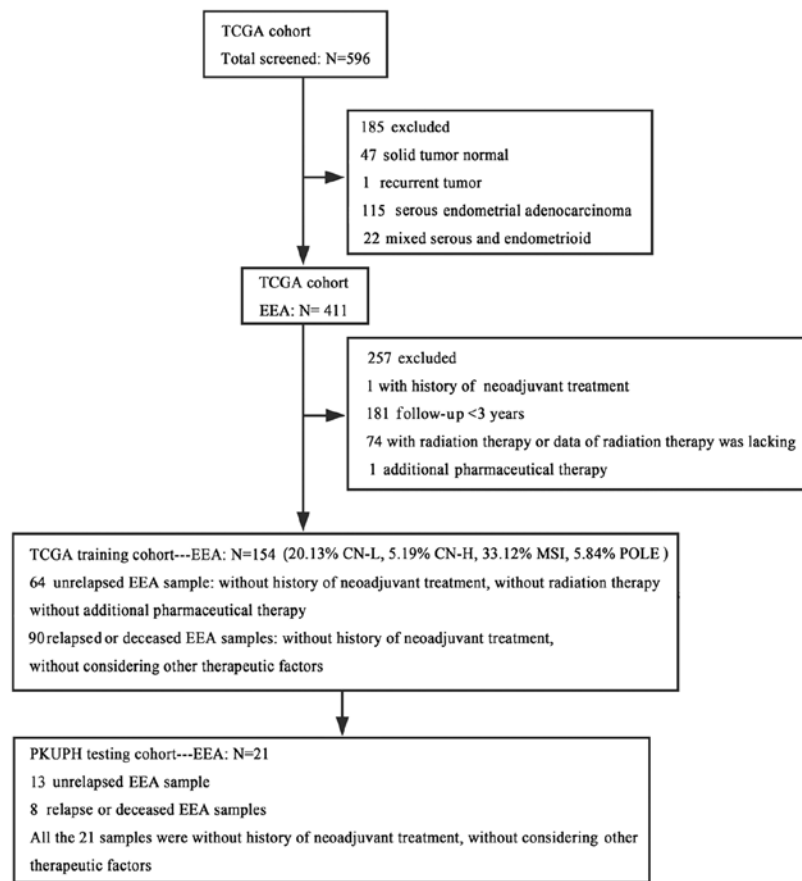 TCGA cohort
Total screened: N=596
185 excluded
47 solid tumor normal
1 recurrent tumor
115 serous endometrial adenocarcinoma
22 mixed serous and endometrioid
TCGA cohort
EEA: N= 411
257 excluded
1 with history of neoadjuvant treatment
181 follow-up <3 years
74 with radiation therapy or data of radiation therapy was lacking
1 additional pharmaceutical therapy
TCGA training cohort---EEA: N=154 (20.13% CN-L, 5.19% CN-H, 33.12% MSI, 5.84% POLE )
64 unrelapsed EEA sample: without history of neoadjuvant treatment, without radiation therapy
without additional pharmaceutical therapy
90 relapsed or deceased EEA samples: without history of neoadjuvant treatment,
without considering other therapeutic factors
PKUPH testing cohort---EEA: N=21
13 unrelapsed EEA sample
8 relapse or deceased EEA samples
All the 21 samples were without history of neoadjuvant treatment, without considering other
therapeutic factors